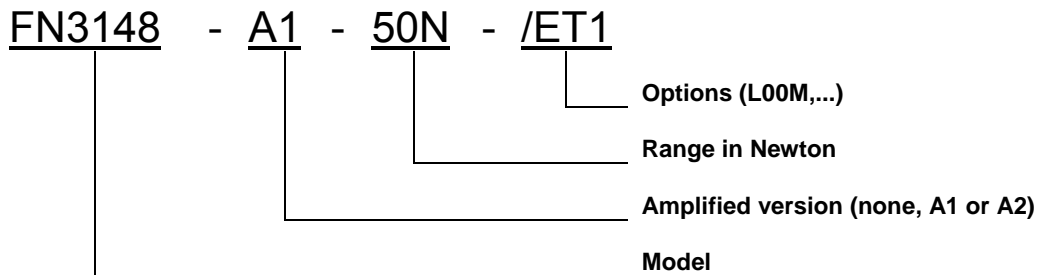 FN3148 - A1 - 50N - /ET1
Options (L00M,...)
Range in Newton
Amplified version (none, A1 or A2)
Model